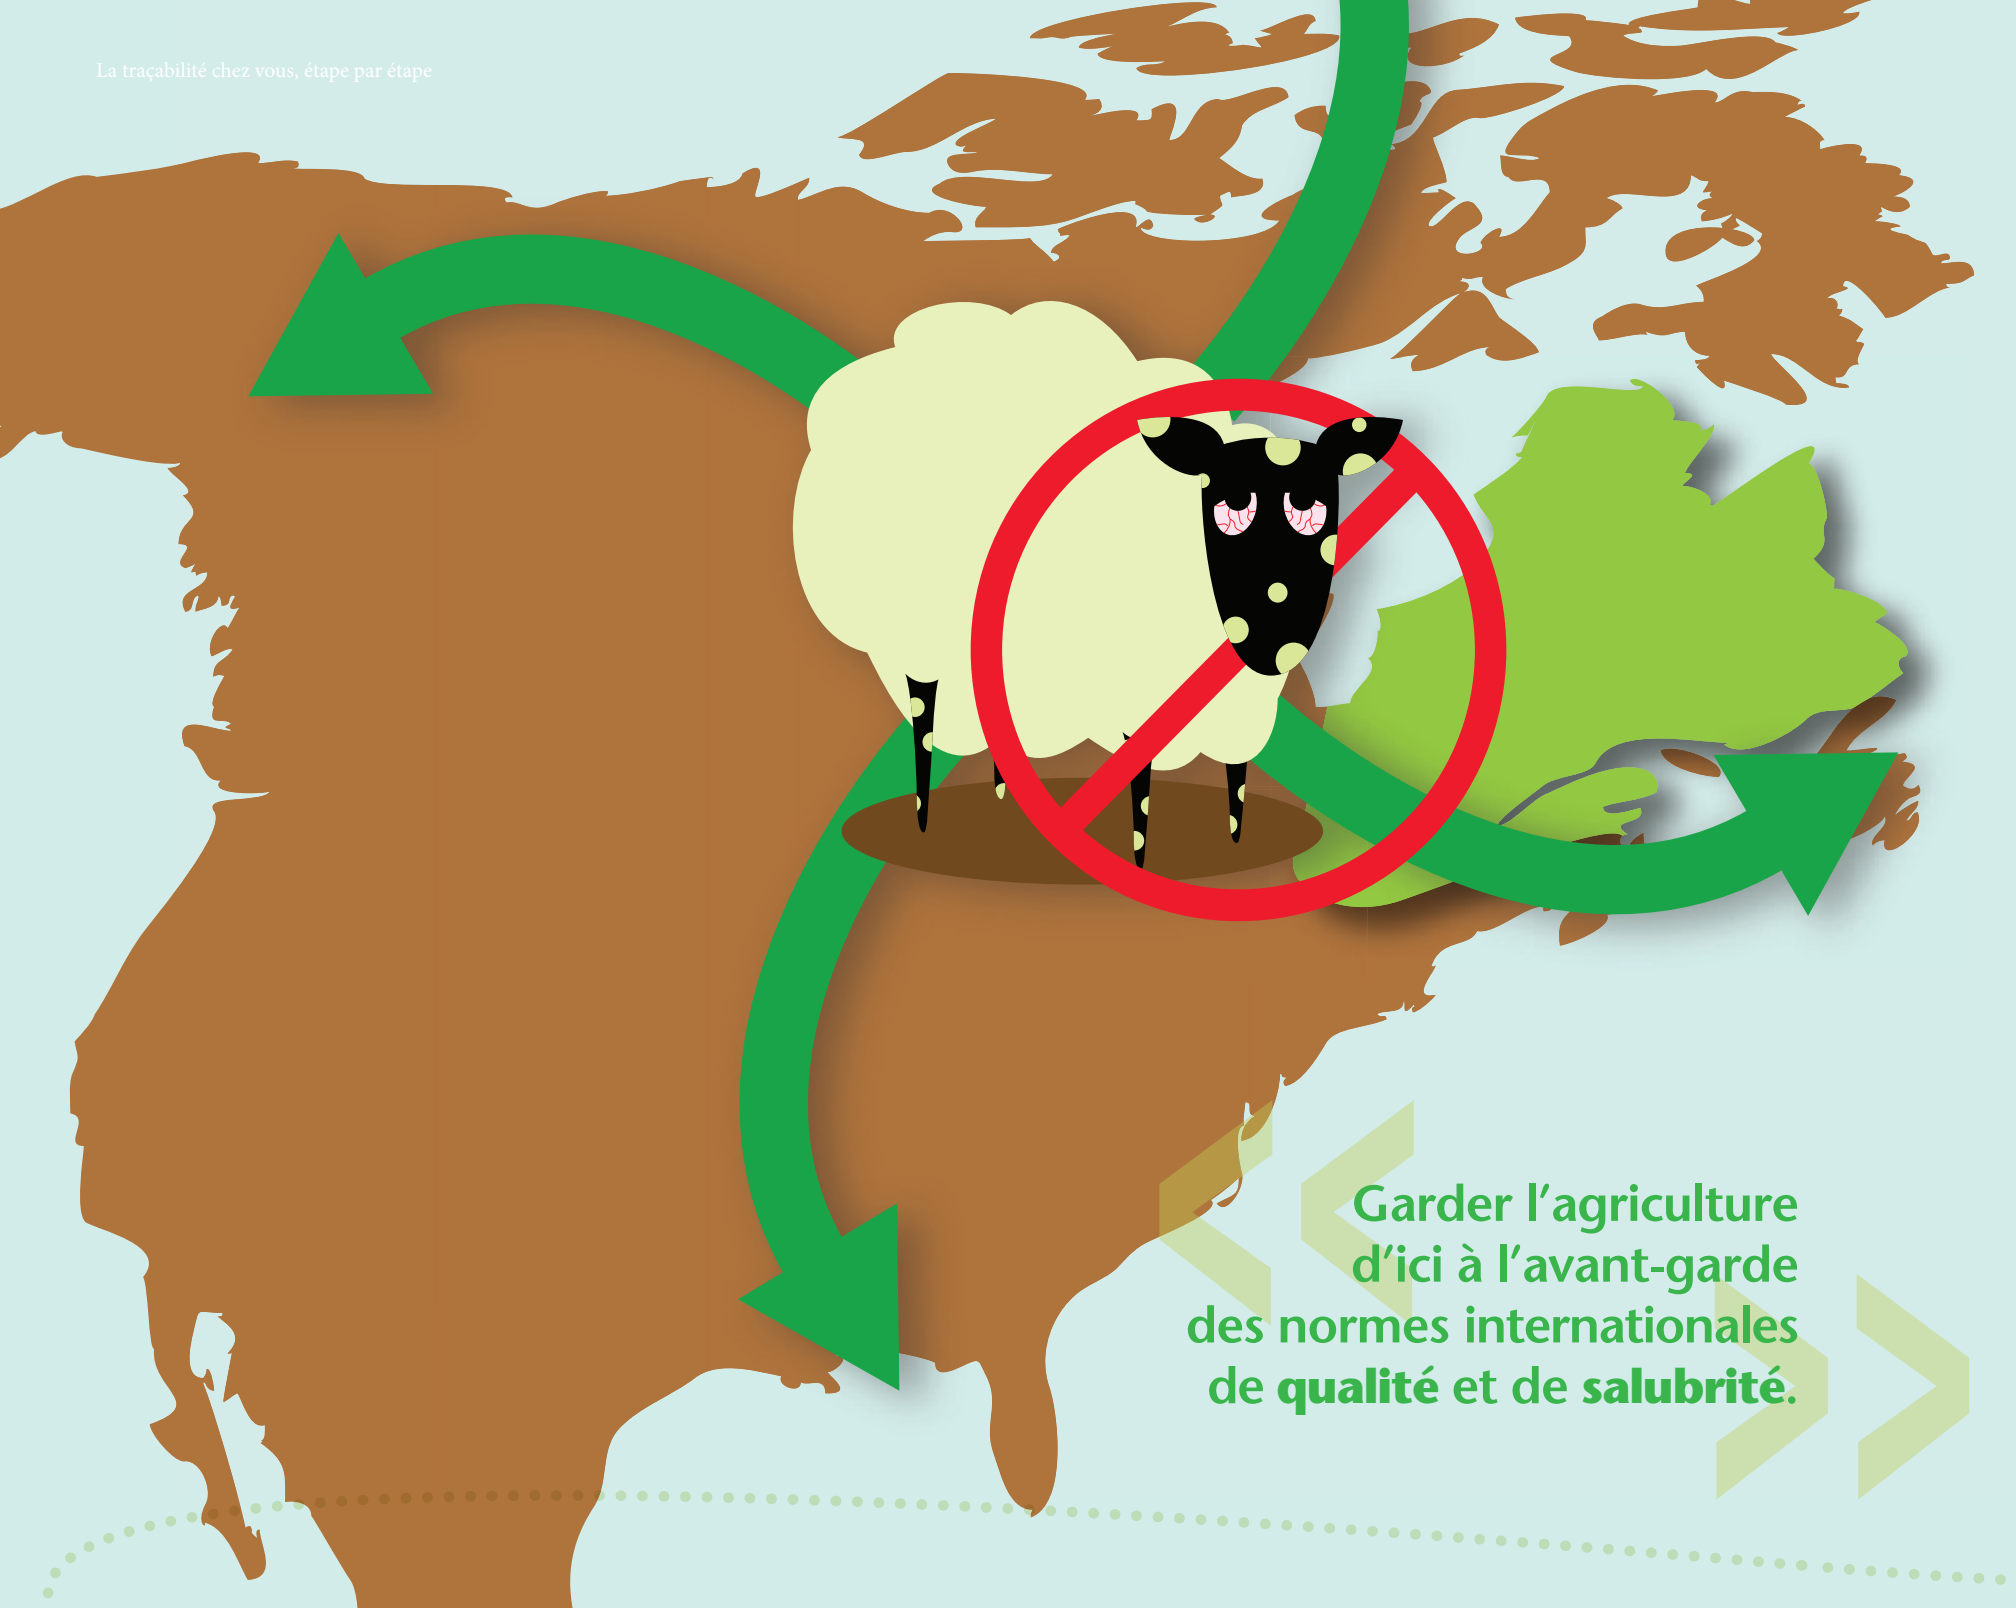 La traçabilité chez vous, étape par étape
Garder l’agriculture
d’ici à l’avant-garde
des normes internationales
de qualité et de salubrité.